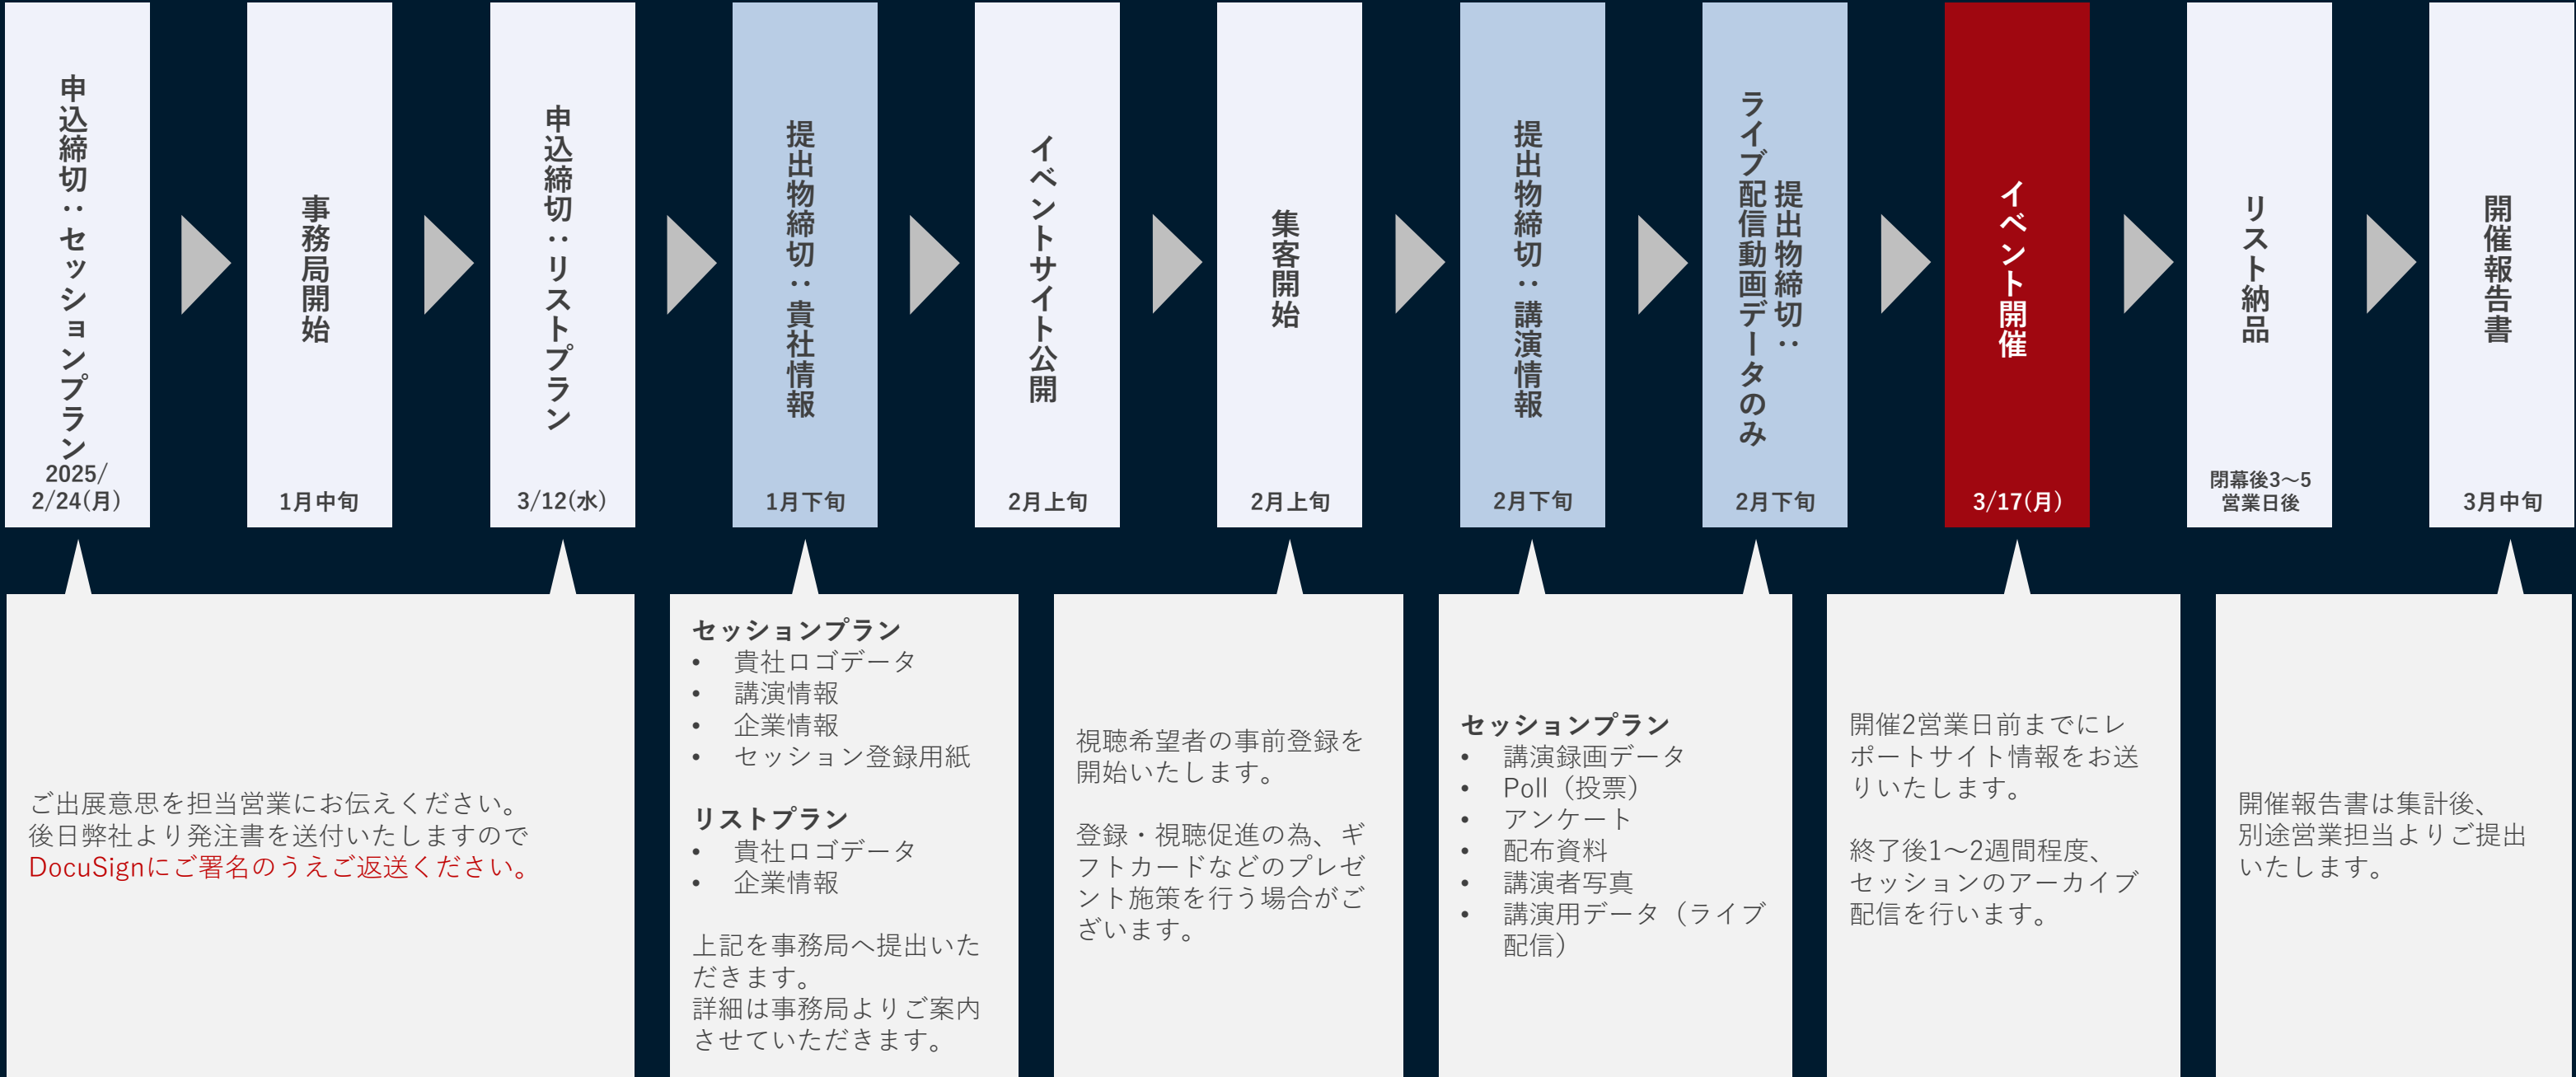 申込締切：セッションプラン
2025/
2/24(月)
事務局開始
1月中旬
申込締切：リストプラン
3/12(水)
提出物締切：貴社情報
1月下旬
イベントサイト公開
2月上旬
集客開始
2月上旬
提出物締切：講演情報
2月下旬
提出物締切：
ライブ配信動画データのみ
2月下旬
イベント開催
3/17(月)
リスト納品
閉幕後3～5
営業日後
開催報告書
3月中旬
ご出展意思を担当営業にお伝えください。
後日弊社より発注書を送付いたしますので
DocuSignにご署名のうえご返送ください。
セッションプラン
• 貴社ロゴデータ
• 講演情報
• 企業情報
• セッション登録用紙
リストプラン
• 貴社ロゴデータ
• 企業情報
上記を事務局へ提出いた
だきます。
詳細は事務局よりご案内
させていただきます。
視聴希望者の事前登録を
開始いたします。
登録・視聴促進の為、ギ
フトカードなどのプレゼ
ント施策を行う場合がご
ざいます。
セッションプラン
• 講演録画データ
• Poll（投票）
• アンケート
• 配布資料
• 講演者写真
• 講演用データ（ライブ
配信）
開催2営業日前までにレ
ポートサイト情報をお送
りいたします。
終了後1～2週間程度、
セッションのアーカイブ
配信を行います。
開催報告書は集計後、
別途営業担当よりご提出
いたします。